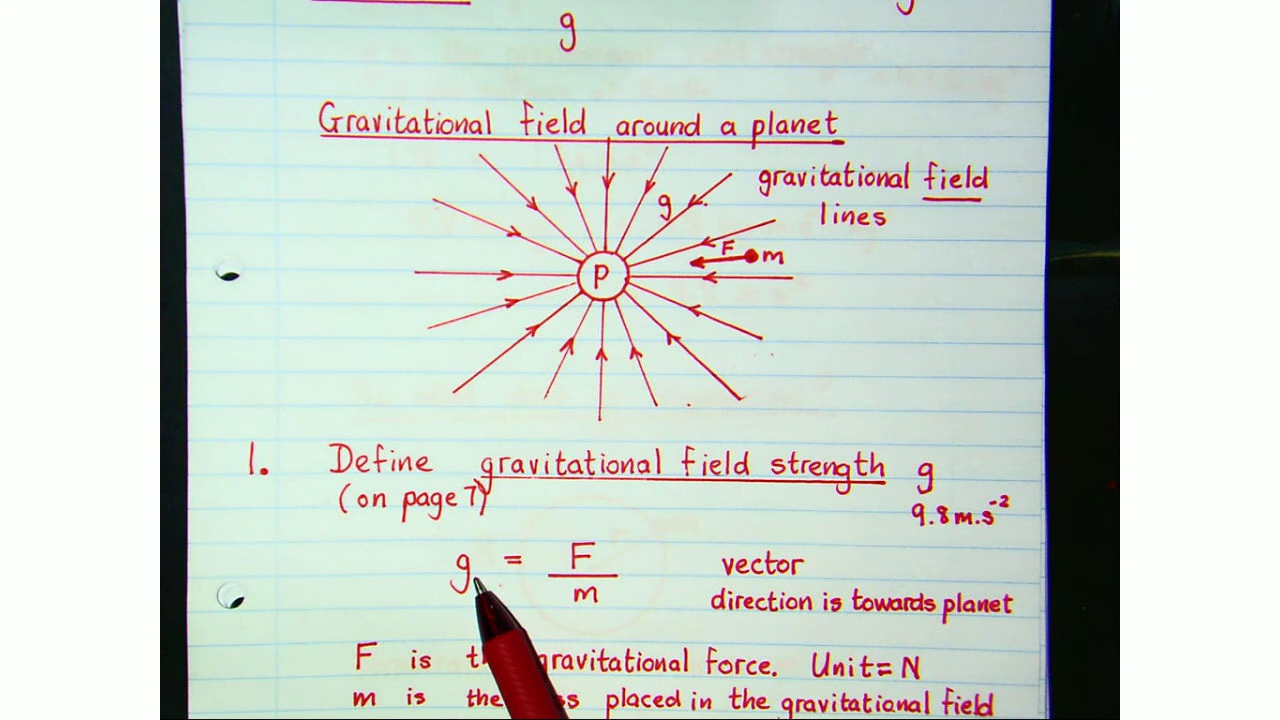 g
Gravitational field around a planet
gravitational field
lines
g
F
m
P
1. Define gravitational field strength g
(on page 7)
9.8 m.s⁻²
g = F/m
vector
direction is towards planet
F is gravitational force. Unit = N
m is the placed in the gravitational field